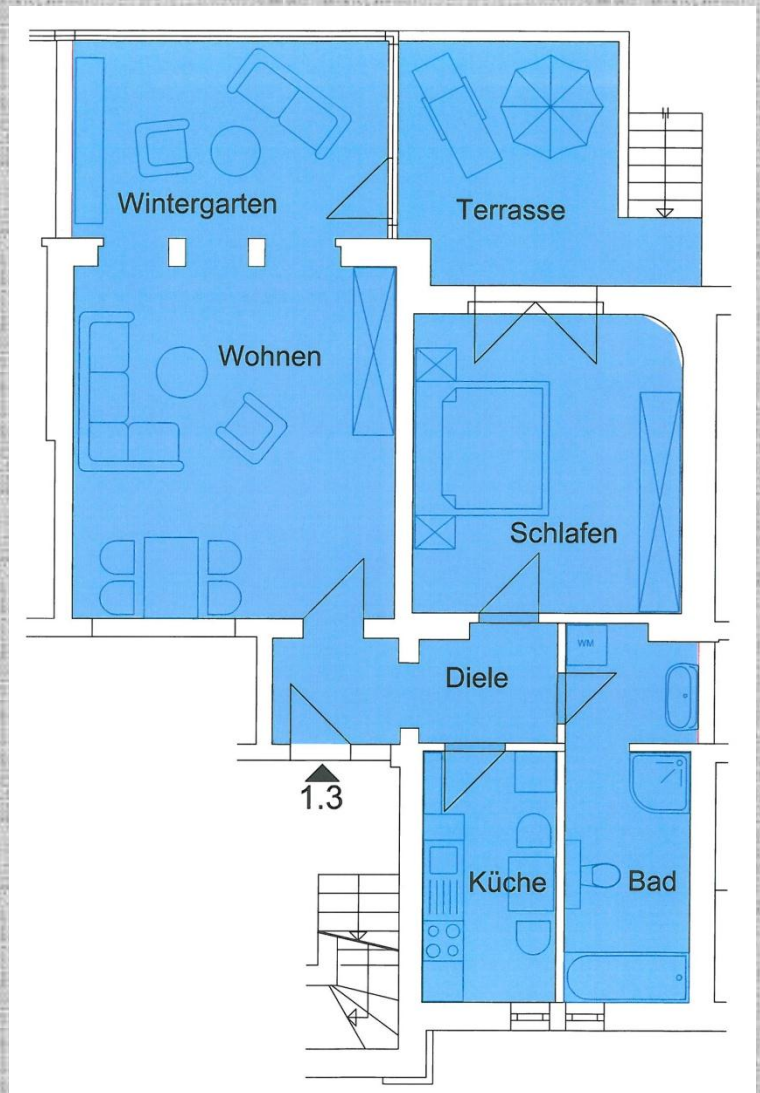 Wintergarten
Terrasse
Wohnen
Schlafen
WM
Diele
1.3
Küche
Bad